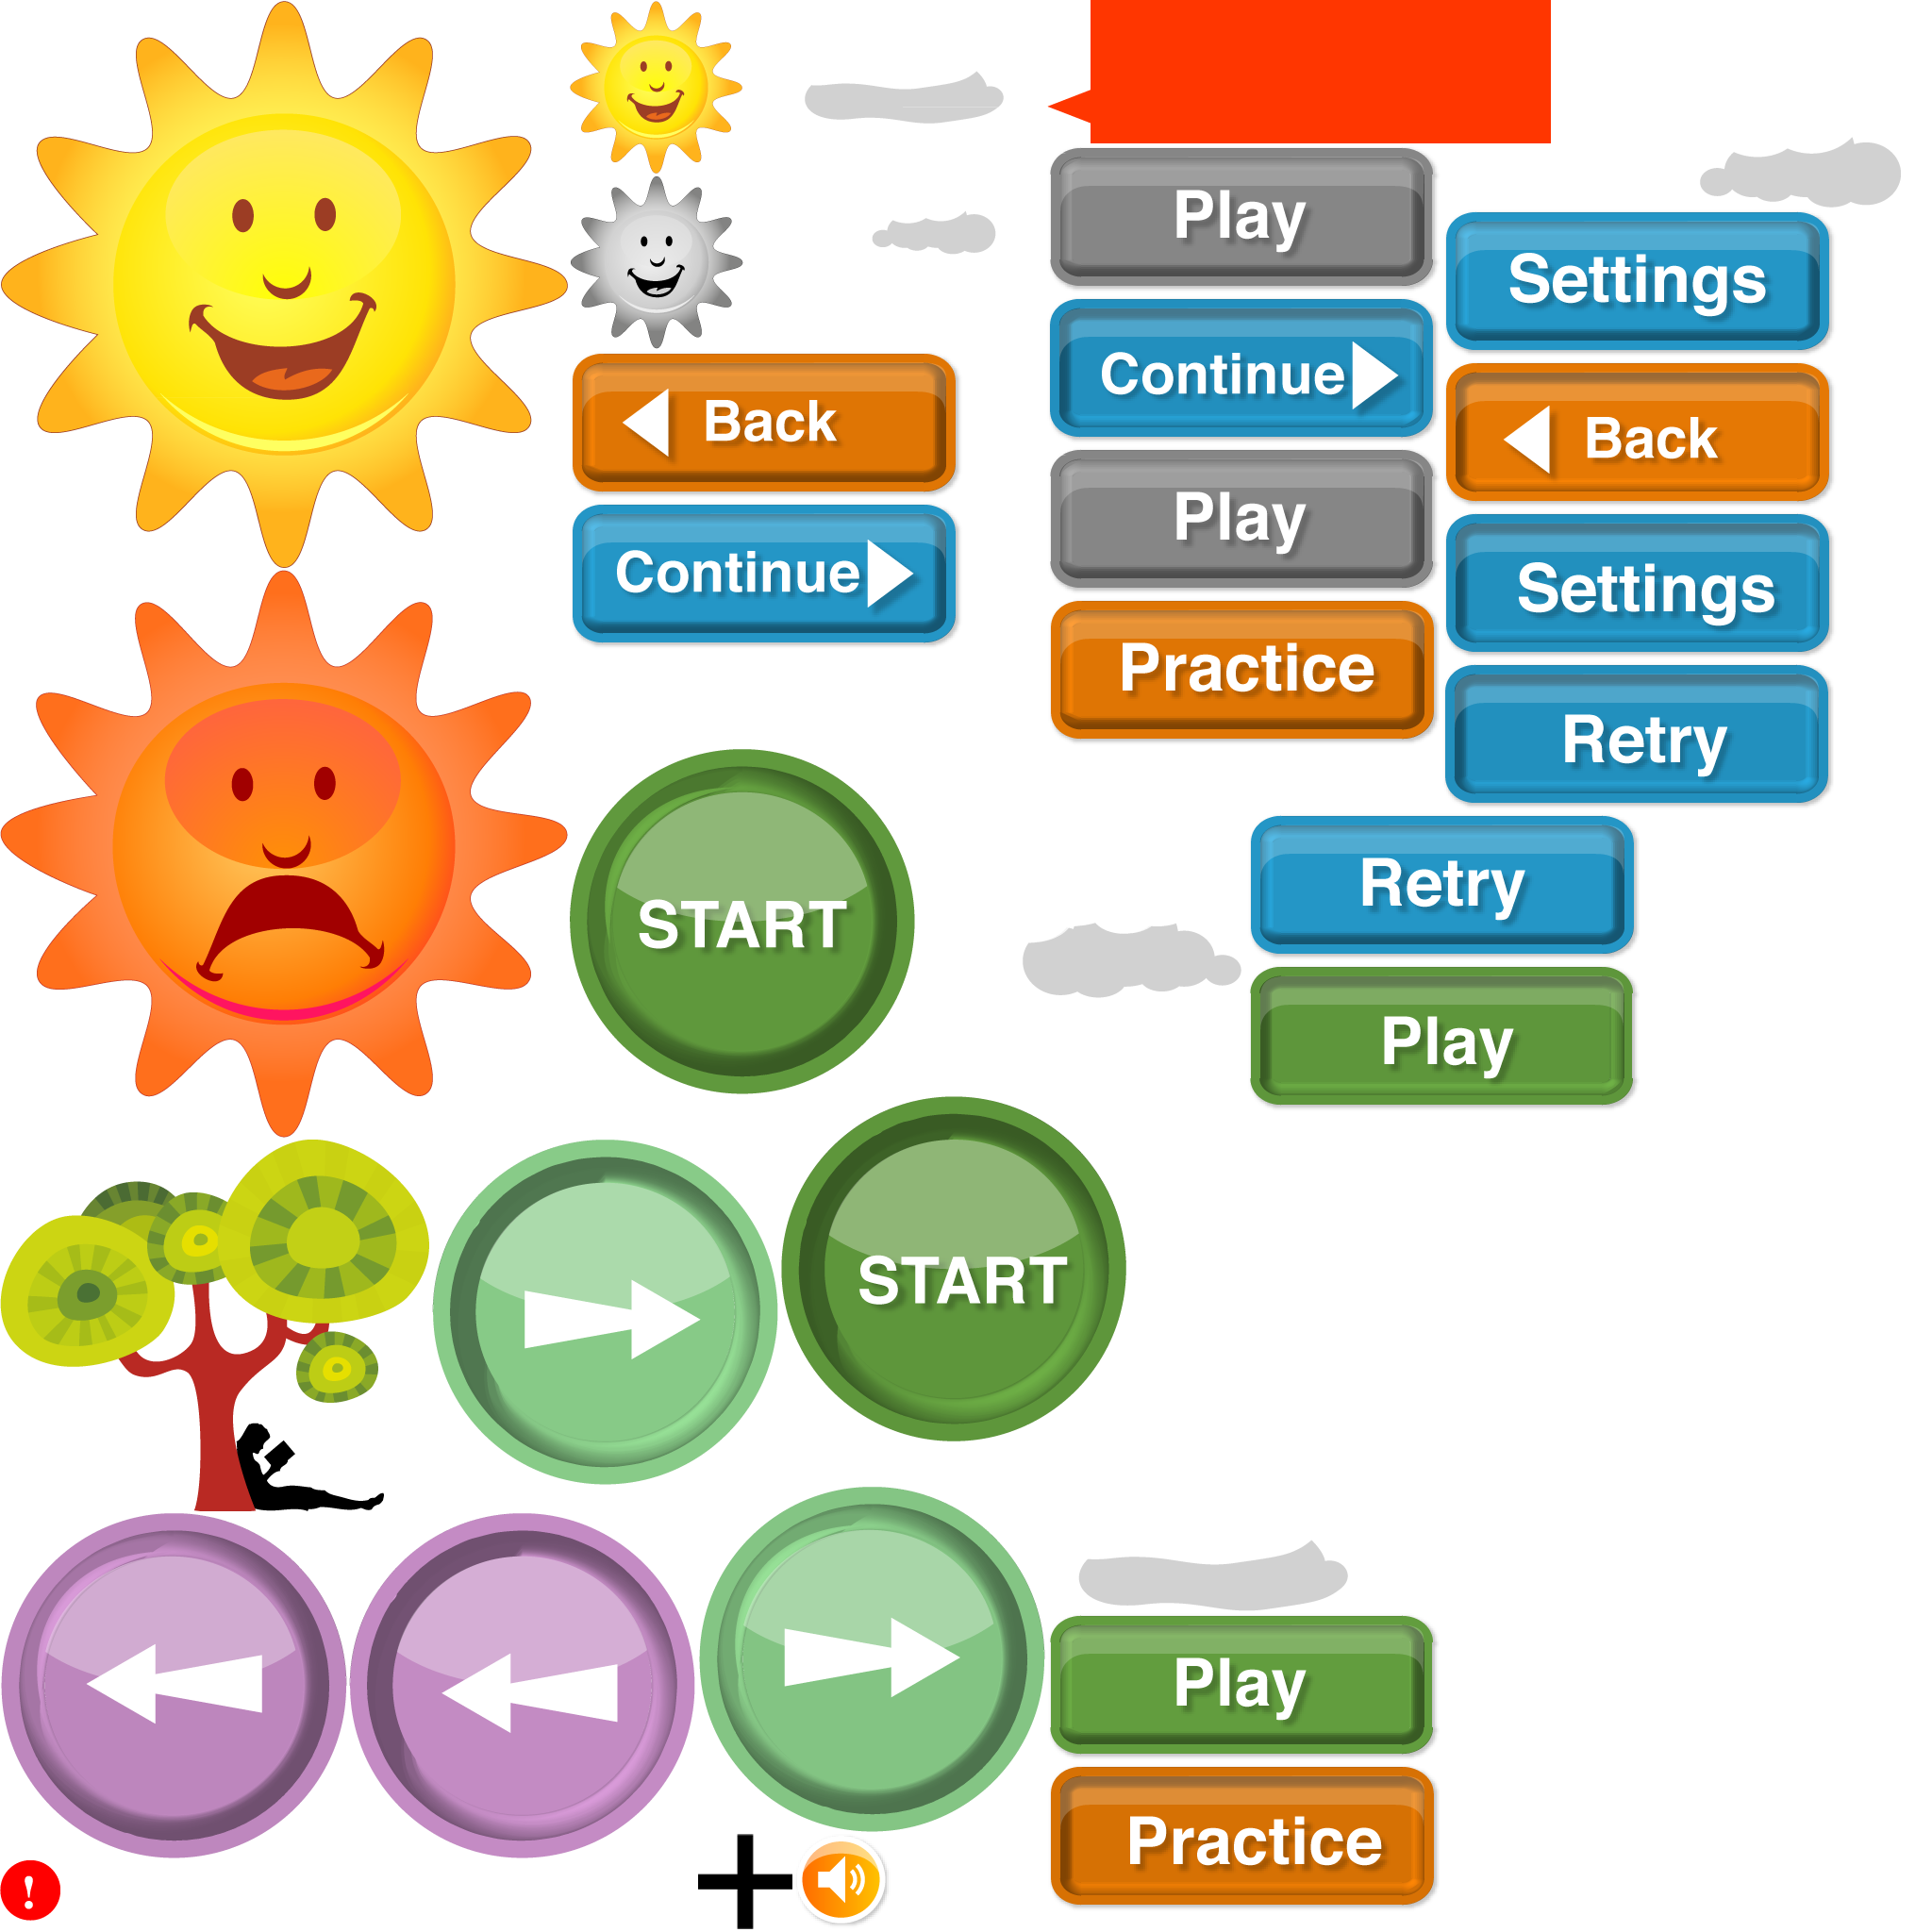 Play
Settings
Continue
Back
Back
Play
Continue
Settings
Practice
Retry
Retry
START
Play
START
Play
Practice
!